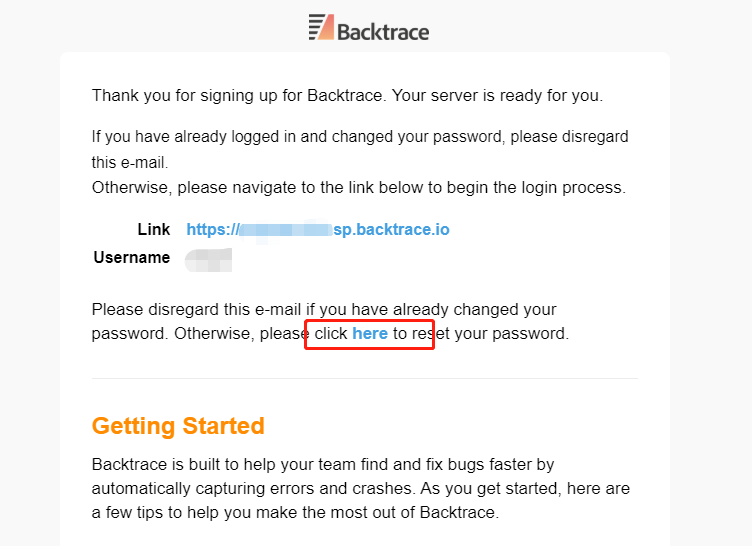 Backtrace
Thank you for signing up for Backtrace. Your server is ready for you.
If you have already logged in and changed your password, please disregard
this e-mail.
Otherwise, please navigate to the link below to begin the login process.
Link https://sp.backtrace.io
Username
Please disregard this e-mail if you have already changed your
password. Otherwise, please click here to reset your password.
Getting Started
Backtrace is built to help your team find and fix bugs faster by
automatically capturing errors and crashes. As you get started, here are
a few tips to help you make the most out of Backtrace.